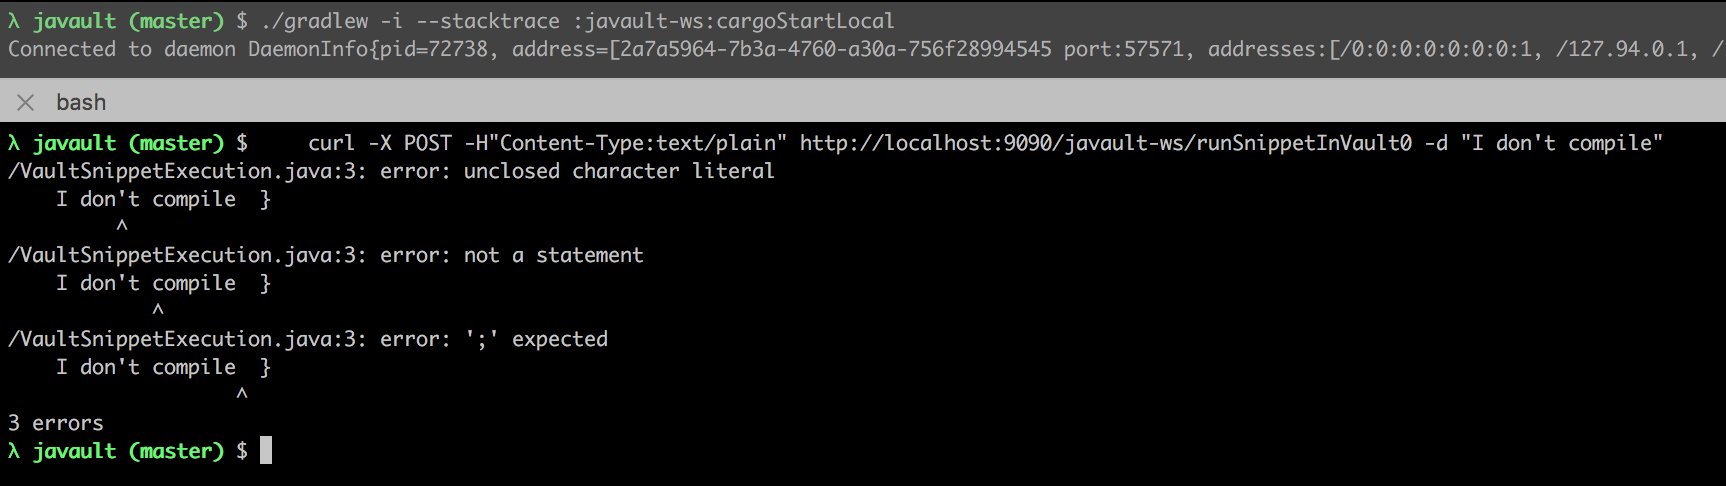 λ javault (master) $ ./gradlew -i --stacktrace :javault-ws:cargoStartLocal
Connected to daemon DaemonInfo{pid=72738, address=[2a7a5964-7b3a-4760-a30a-756f28994545 port:57571, addresses:[/0:0:0:0:0:0:0:1, /127.94.0.1, /
bash
λ javault (master) $     curl -X POST -H"Content-Type:text/plain" http://localhost:9090/javault-ws/runSnippetInVault0 -d "I don't compile"
/VaultSnippetExecution.java:3: error: unclosed character literal
    I don't compile  }
         ^
/VaultSnippetExecution.java:3: error: not a statement
    I don't compile  }
            ^
/VaultSnippetExecution.java:3: error: ';' expected
    I don't compile  }
                   ^
3 errors
λ javault (master) $